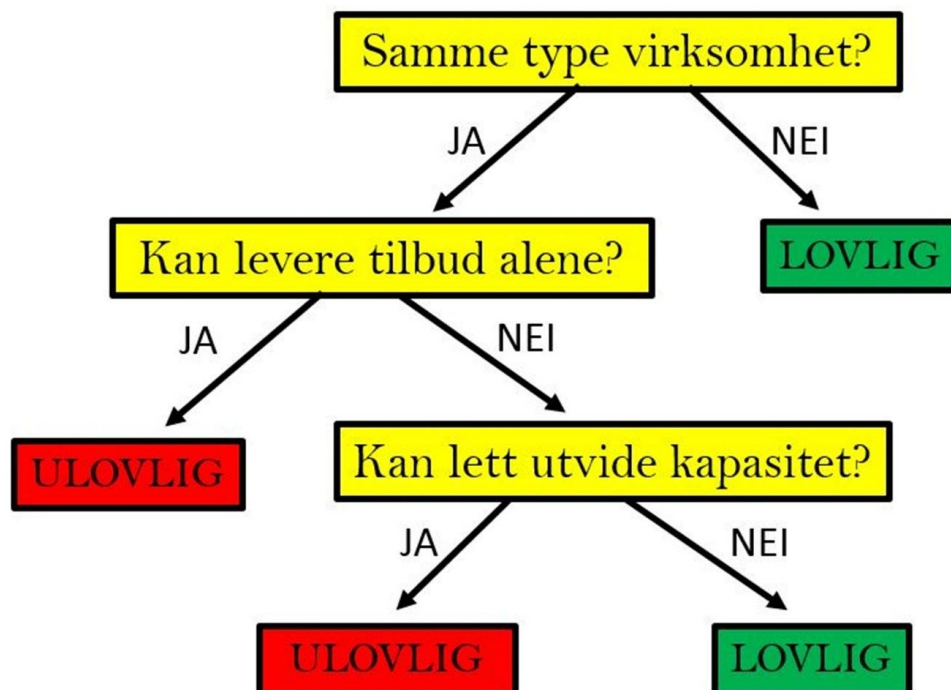 Samme type virksomhet?
JA
NEI
Kan levere tilbud alene?
LOVLIG
JA
NEI
ULOVLIG
Kan lett utvide kapasitet?
JA
NEI
ULOVLIG
LOVLIG